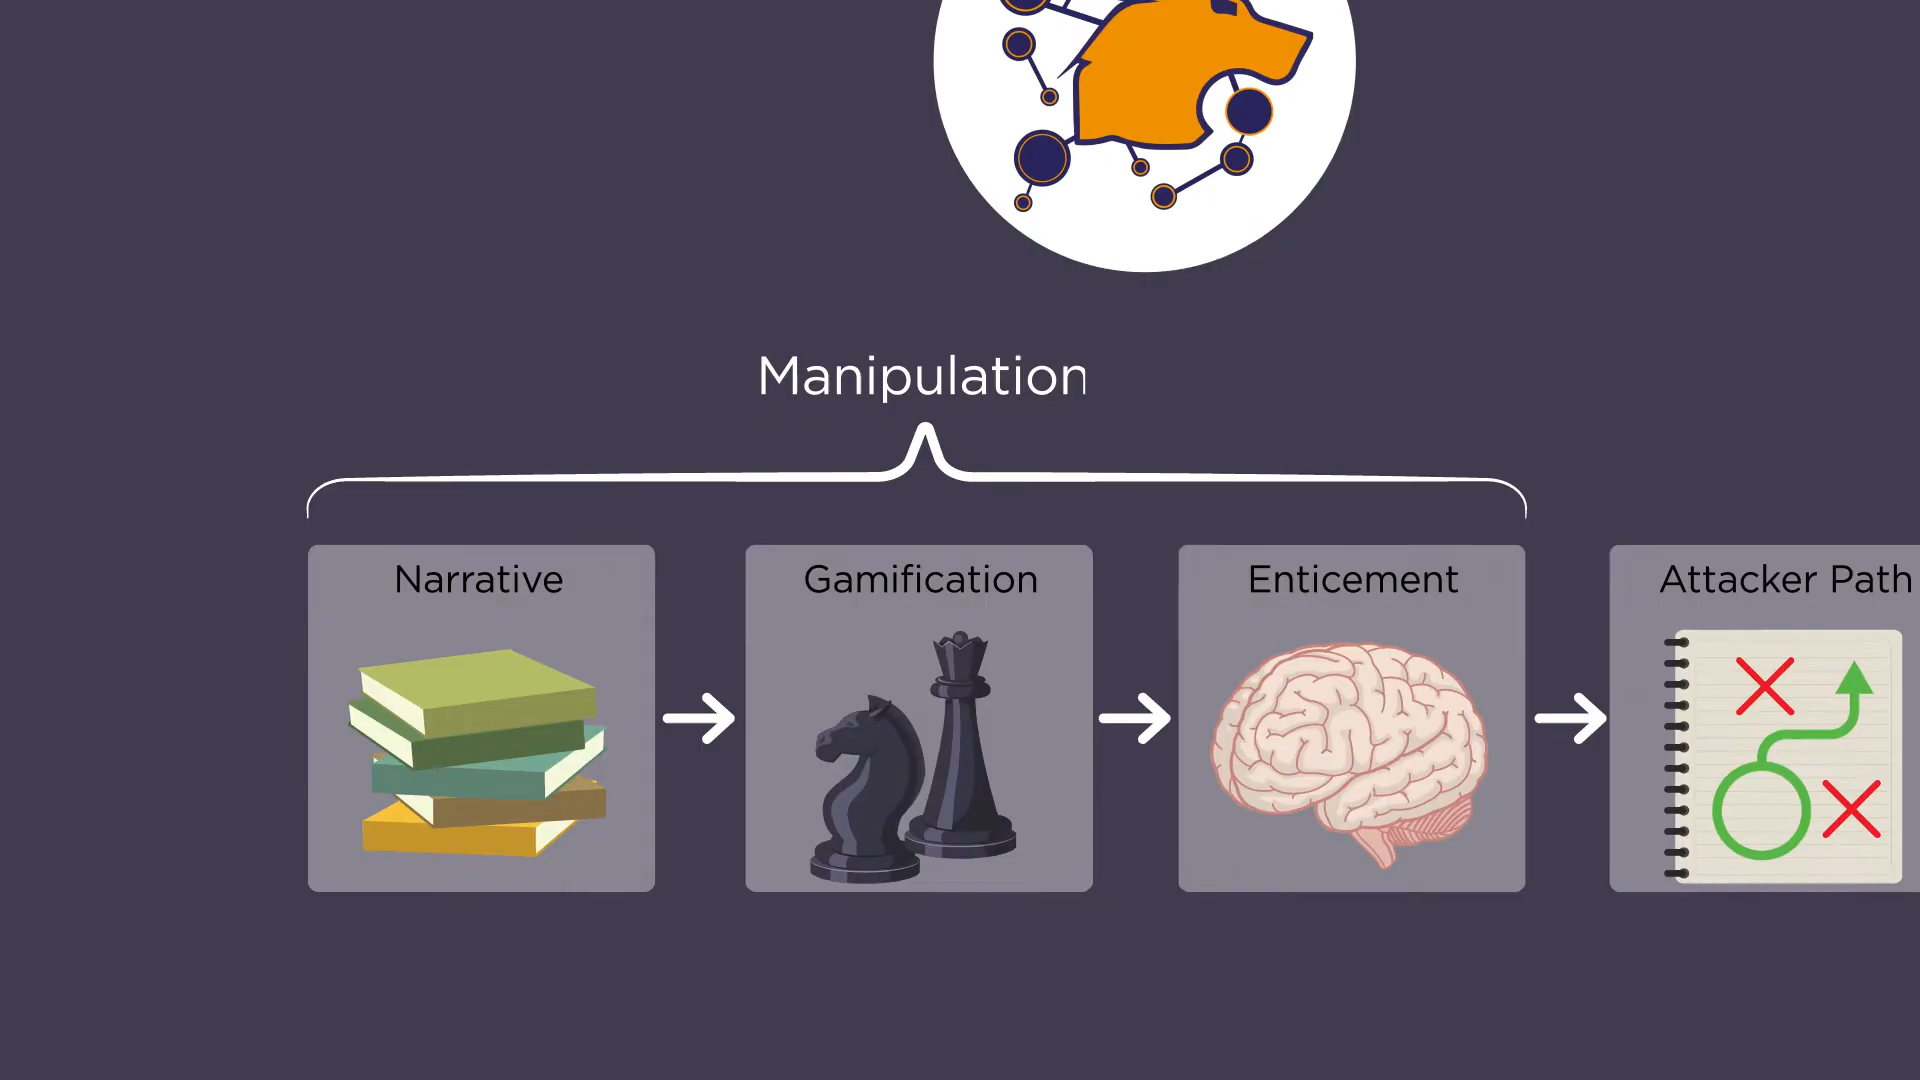 Manipulation
Narrative
Gamification
Enticement
Attacker Path